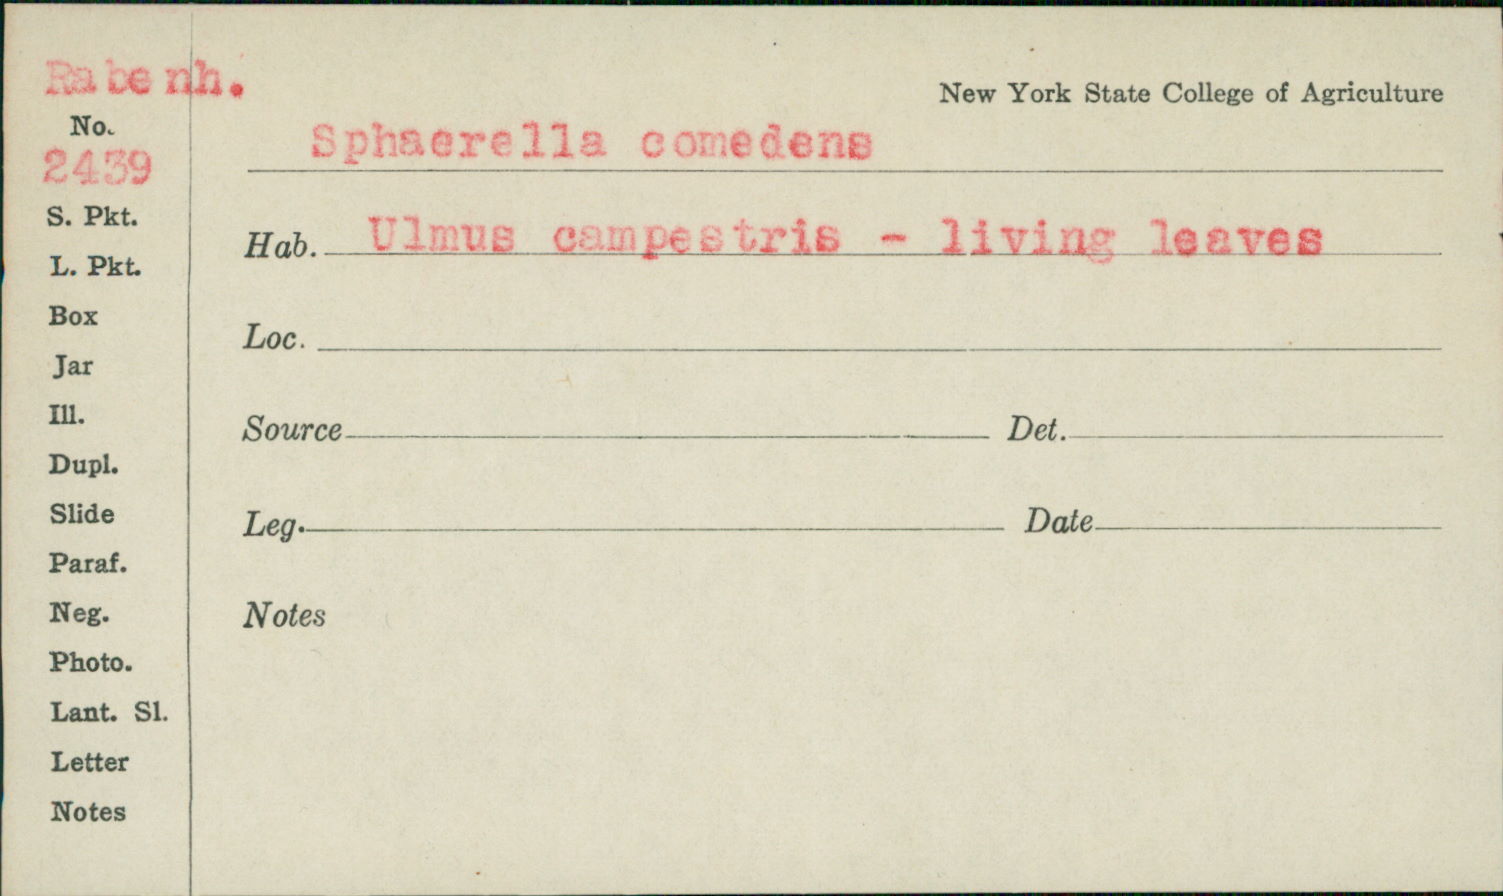 Rabenh.
No.
2439
S. Pkt.
L. Pkt.
Box
Jar
Ill.
Dupl.
Slide
Paraf.
Neg.
Photo.
Lant. Sl.
Letter
Notes
New York State College of Agriculture
Sphaerella comedens
Hab. Ulmus campestris - living leaves
Loc.
Source Det.
Leg. Date
Notes